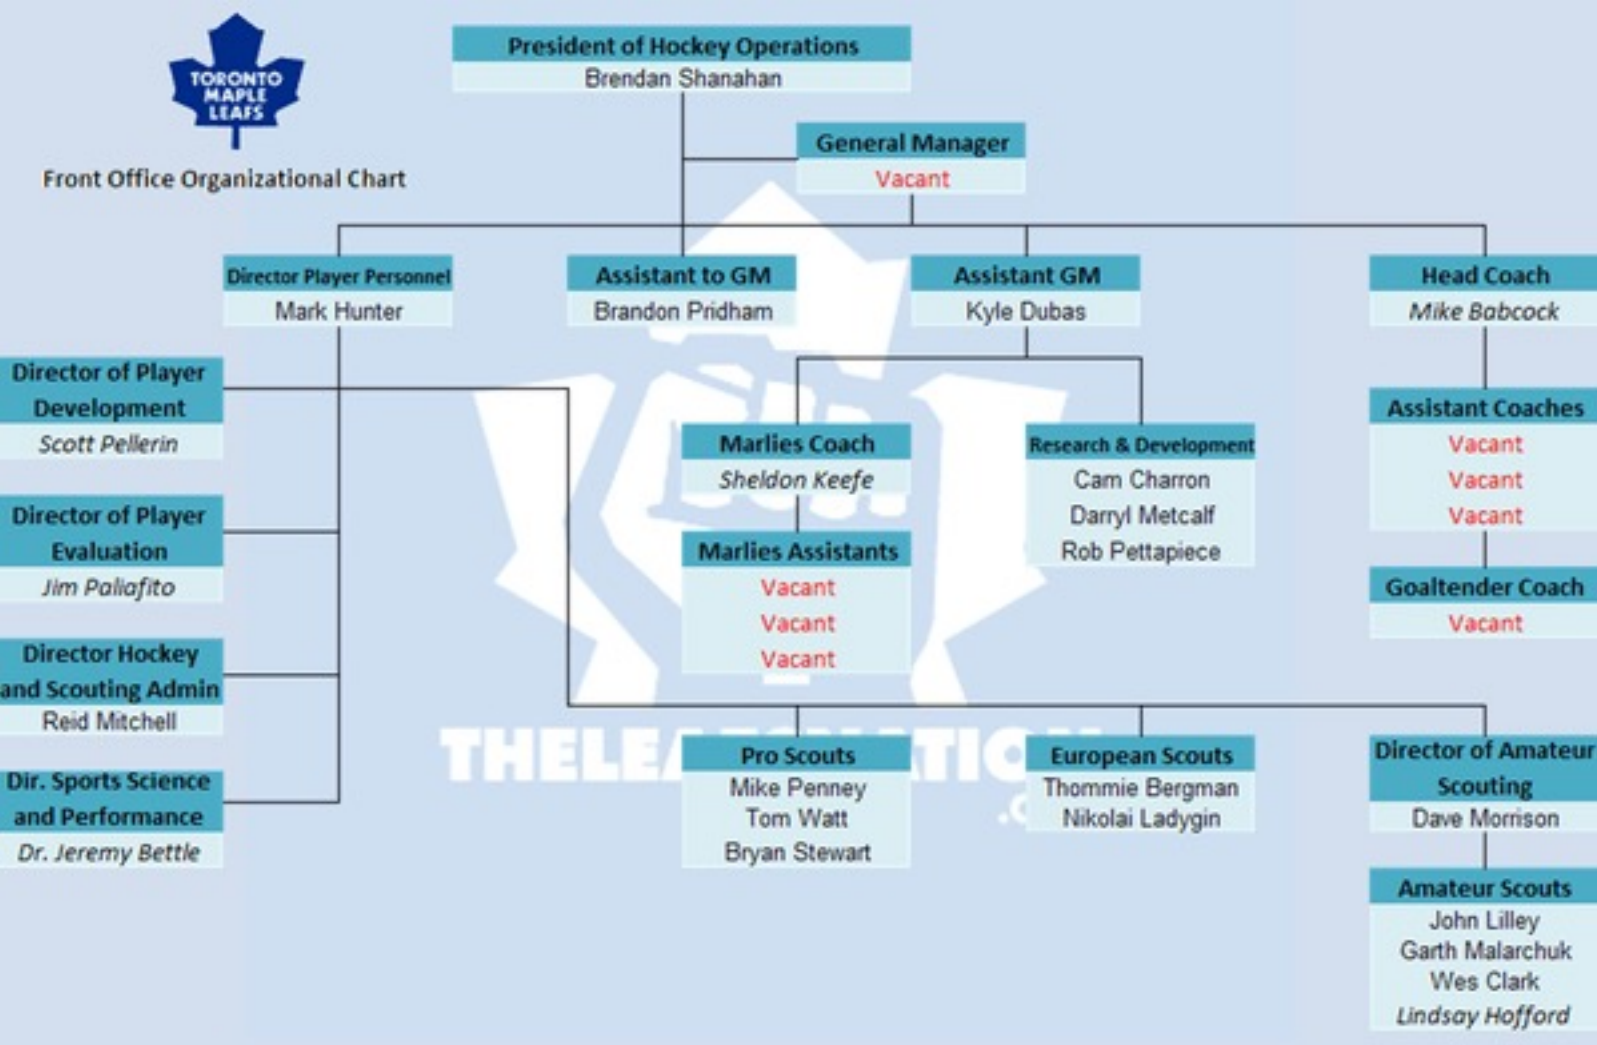 TORONTO
MAPLE
LEAFS
Front Office Organizational Chart
President of Hockey Operations
Brendan Shanahan
General Manager
Vacant
Director Player Personnel
Mark Hunter
Assistant to GM
Brandon Pridham
Assistant GM
Kyle Dubas
Head Coach
Mike Babcock
Director of Player
Development
Scott Pellerin
Director of Player
Evaluation
Jim Paliafito
Director Hockey
and Scouting Admin
Reid Mitchell
Dir. Sports Science
and Performance
Dr. Jeremy Bettle
Marlies Coach
Sheldon Keefe
Marlies Assistants
Vacant
Vacant
Vacant
Research & Development
Cam Charron
Darryl Metcalf
Rob Pettapiece
Assistant Coaches
Vacant
Vacant
Vacant
Goaltender Coach
Vacant
Pro Scouts
Mike Penney
Tom Watt
Bryan Stewart
European Scouts
Thommie Bergman
Nikolai Ladygin
Director of Amateur
Scouting
Dave Morrison
Amateur Scouts
John Lilley
Garth Malarchuk
Wes Clark
Lindsay Hofford